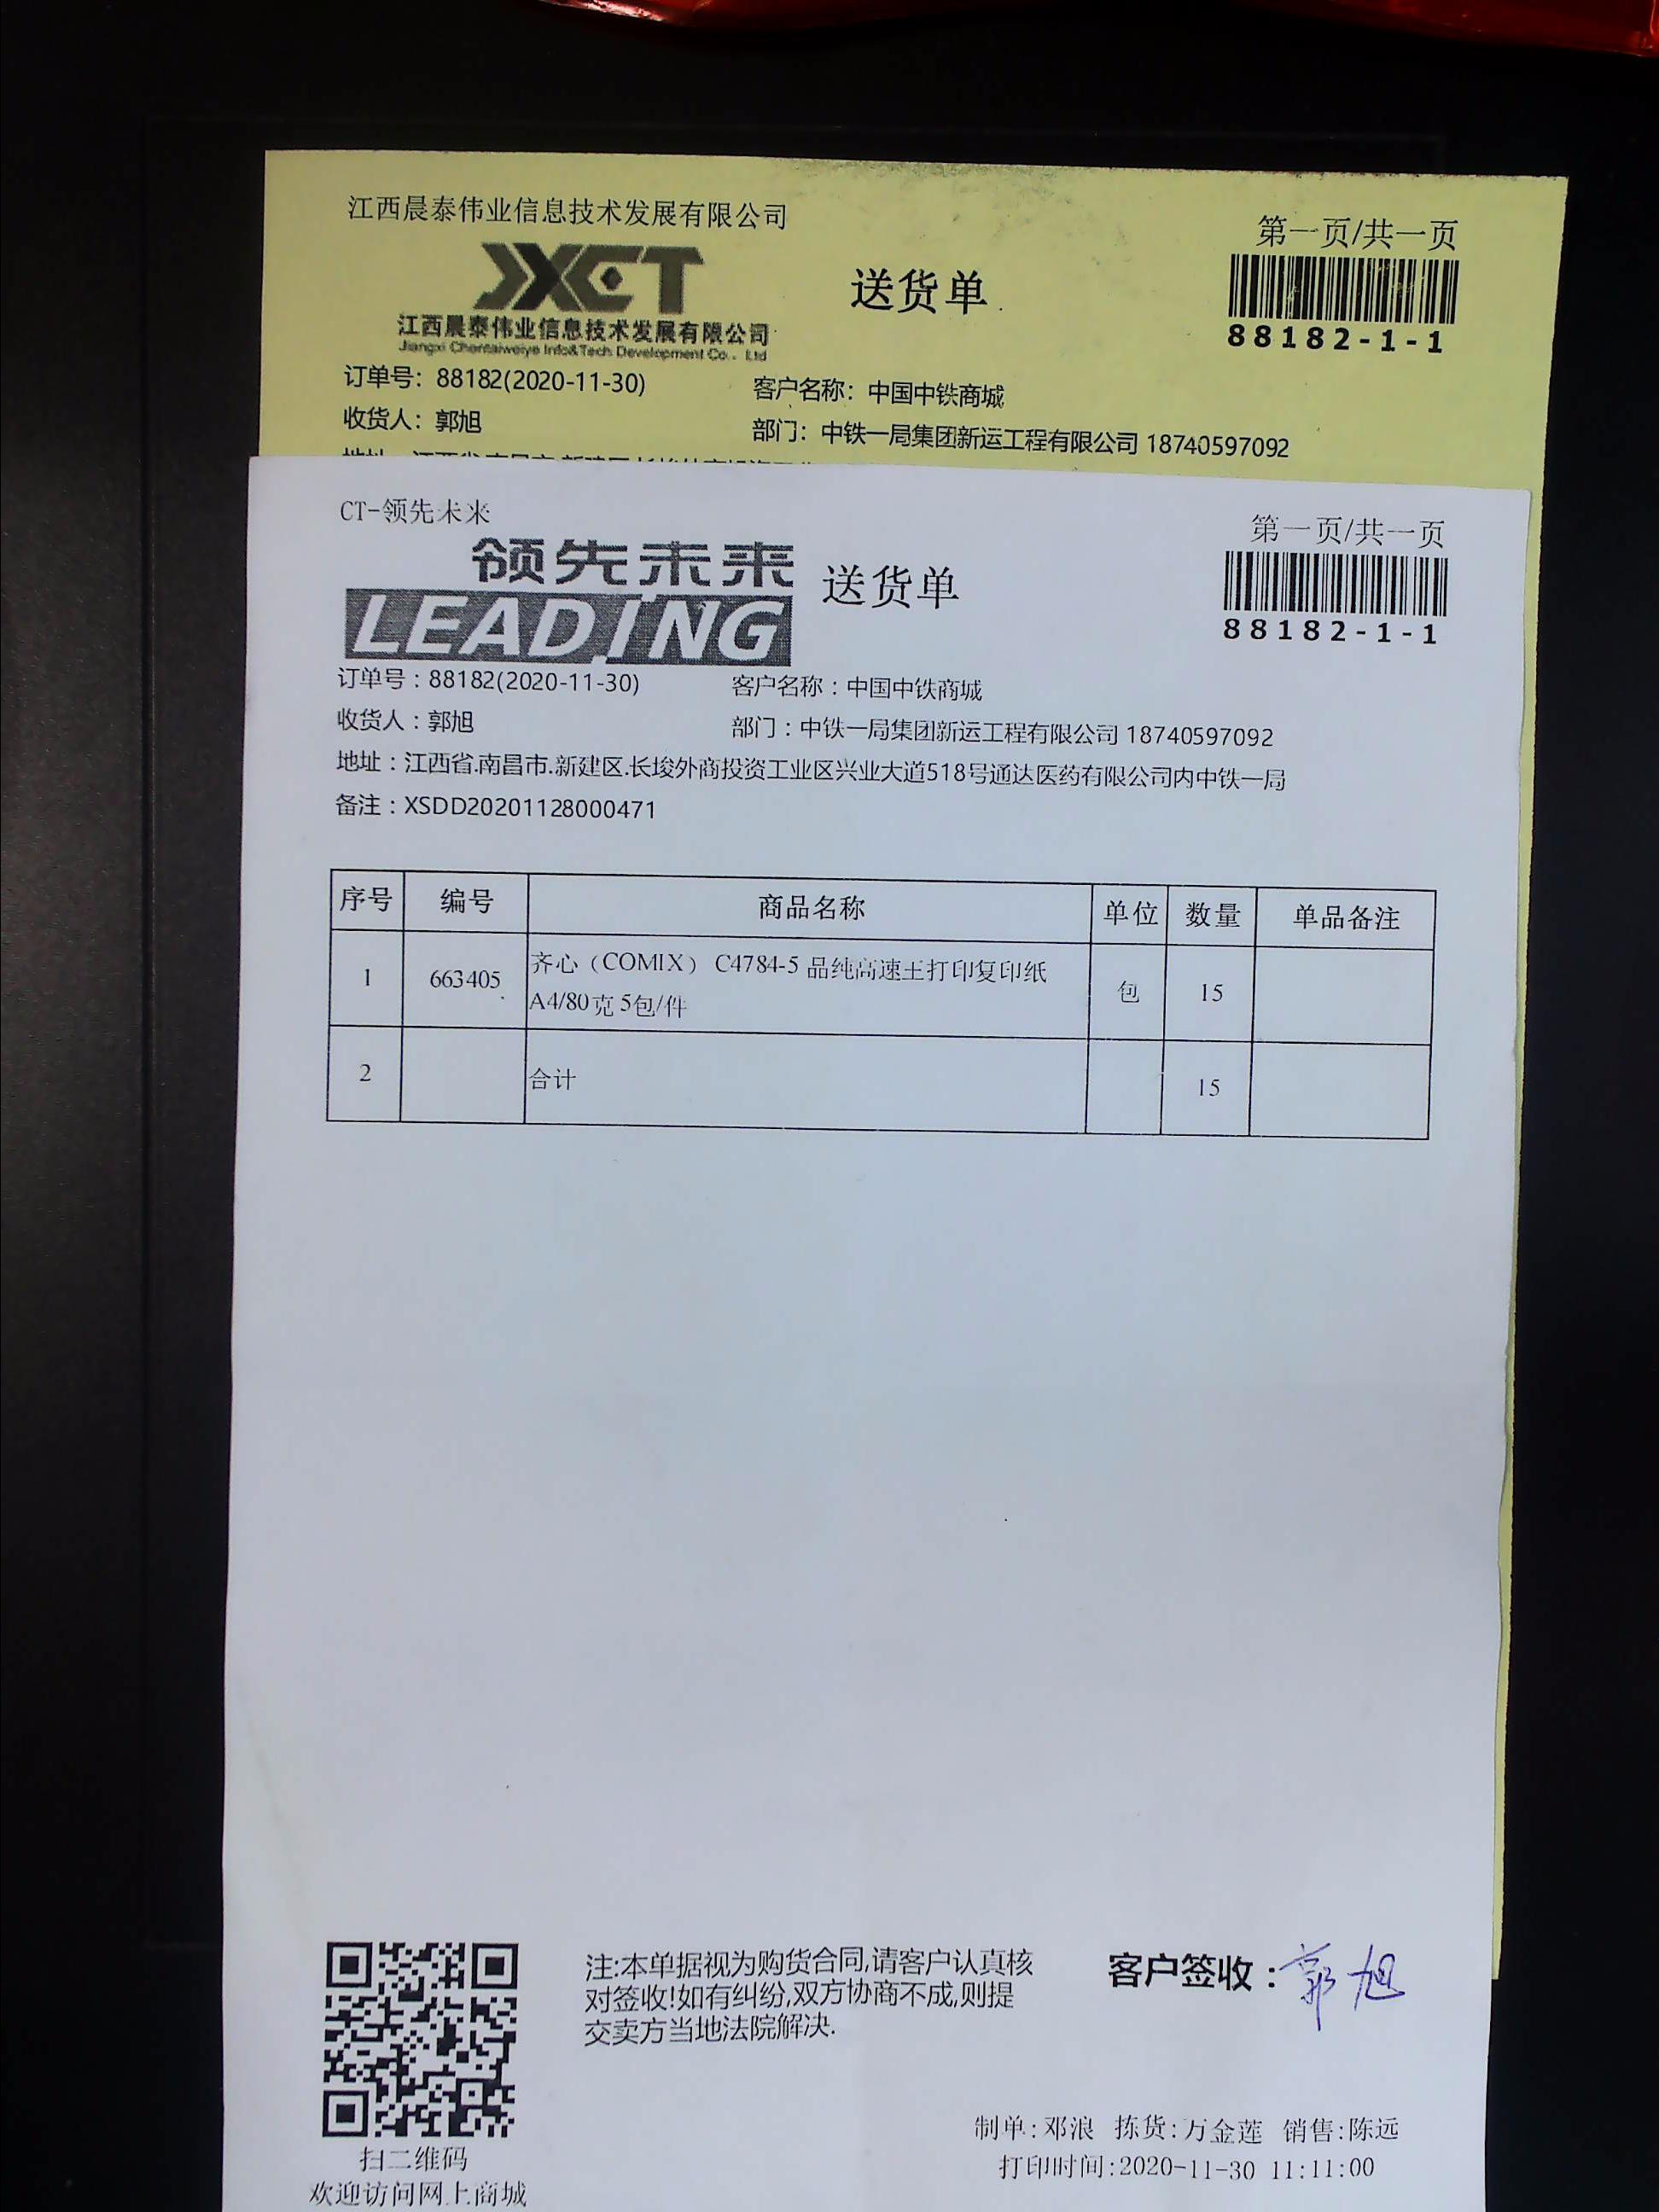 江西晨泰伟业信息技术发展有限公司
第一页/共一页
JXCT
送货单
江西晨泰伟业信息技术发展有限公司
Jiangxi Chentaiweiye Info&Tech Development Co., Ltd
88182-1-1
订单号：88182(2020-11-30)
客户名称：中国中铁商城
收货人：郭旭
部门：中铁一局集团新运工程有限公司 18740597092
CT-领先未来
第一页/共一页
领先未来
LEADING
送货单
88182-1-1
订单号：88182(2020-11-30)
客户名称：中国中铁商城
收货人：郭旭
部门：中铁一局集团新运工程有限公司 18740597092
地址：江西省.南昌市.新建区.长埈外商投资工业区兴业大道518号通达医药有限公司内中铁一局
备注：XSDD20201128000471
序号 编号 商品名称 单位 数量 单品备注
1 663405 齐心（COMIX） C4784-5 品纯高速王打印复印纸 包 15
A4/80克 5包/件
2 合计 15
注:本单据视为购货合同,请客户认真核
对签收!如有纠纷,双方协商不成,则提
交卖方当地法院解决.
客户签收：郭旭
扫二维码
欢迎访问网上商城
制单:邓浪 拣货:万金莲 销售:陈远
打印时间:2020-11-30 11:11:00